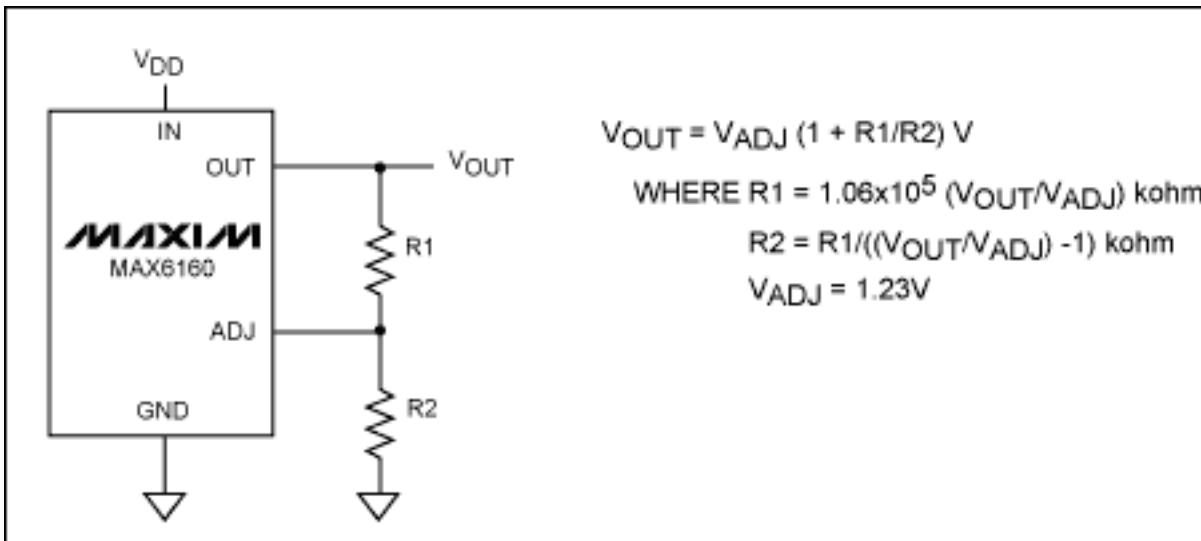 VDD
IN
OUT
VOUT
MAXIM
MAX6160
R1
ADJ
GND
R2
VOUT = VADJ (1 + R1/R2) V
WHERE R1 = 1.06x10⁵ (VOUT/VADJ) kohm
R2 = R1/((VOUT/VADJ) -1) kohm
VADJ = 1.23V